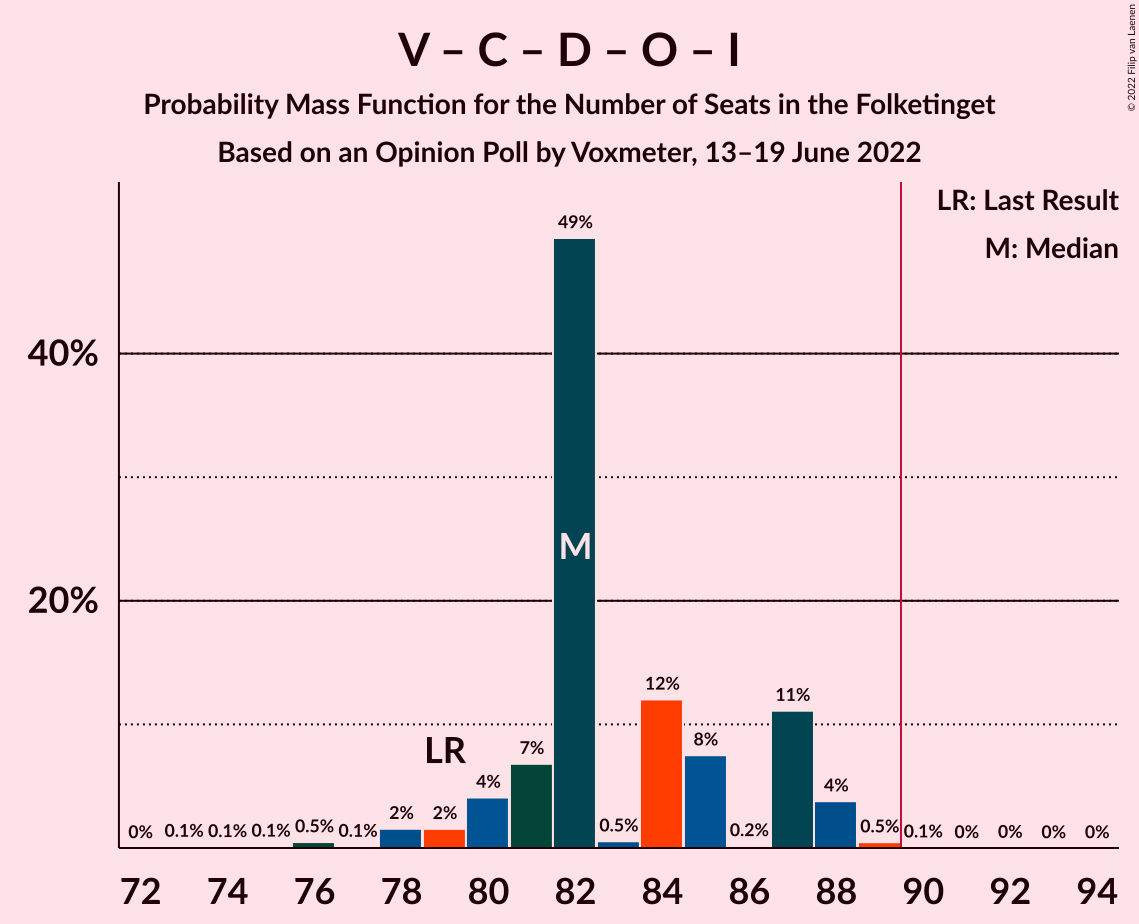 V – C – D – O – I
Probability Mass Function for the Number of Seats in the Folketinget
Based on an Opinion Poll by Voxmeter, 13–19 June 2022
© 2022 Filip van Laenen
LR: Last Result
M: Median
40%
20%
0%
0.1%
0.1%
0.1%
0.5%
0.1%
2%
2%
LR
4%
7%
49%
M
0.5%
12%
8%
0.2%
11%
4%
0.5%
0.1%
0%
0%
0%
0%
72 74 76 78 80 82 84 86 88 90 92 94